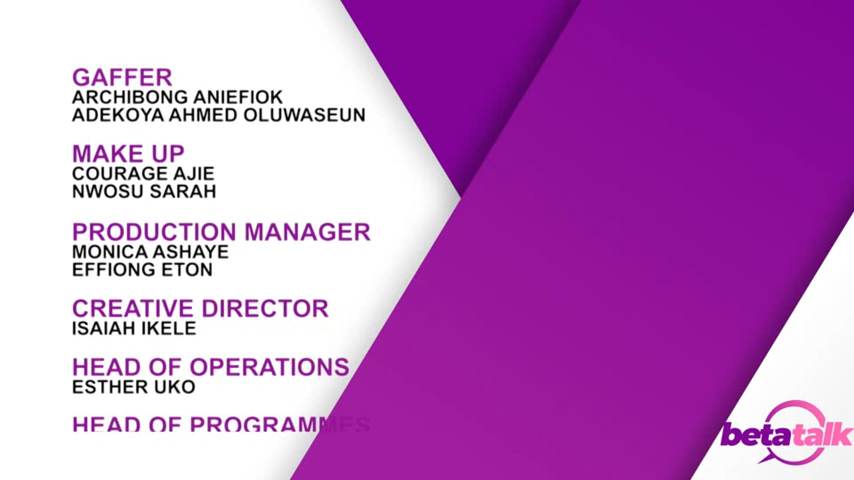 GAFFER
ARCHIBONG ANIEFIOK
ADEKOYA AHMED OLUWASEUN
MAKE UP
COURAGE AJIE
NWOSU SARAH
PRODUCTION MANAGER
MONICA ASHAYE
EFFIONG ETON
CREATIVE DIRECTOR
ISAIAH IKELE
HEAD OF OPERATIONS
ESTHER UKO
HEAD OF PROGRAMMES
betatalk